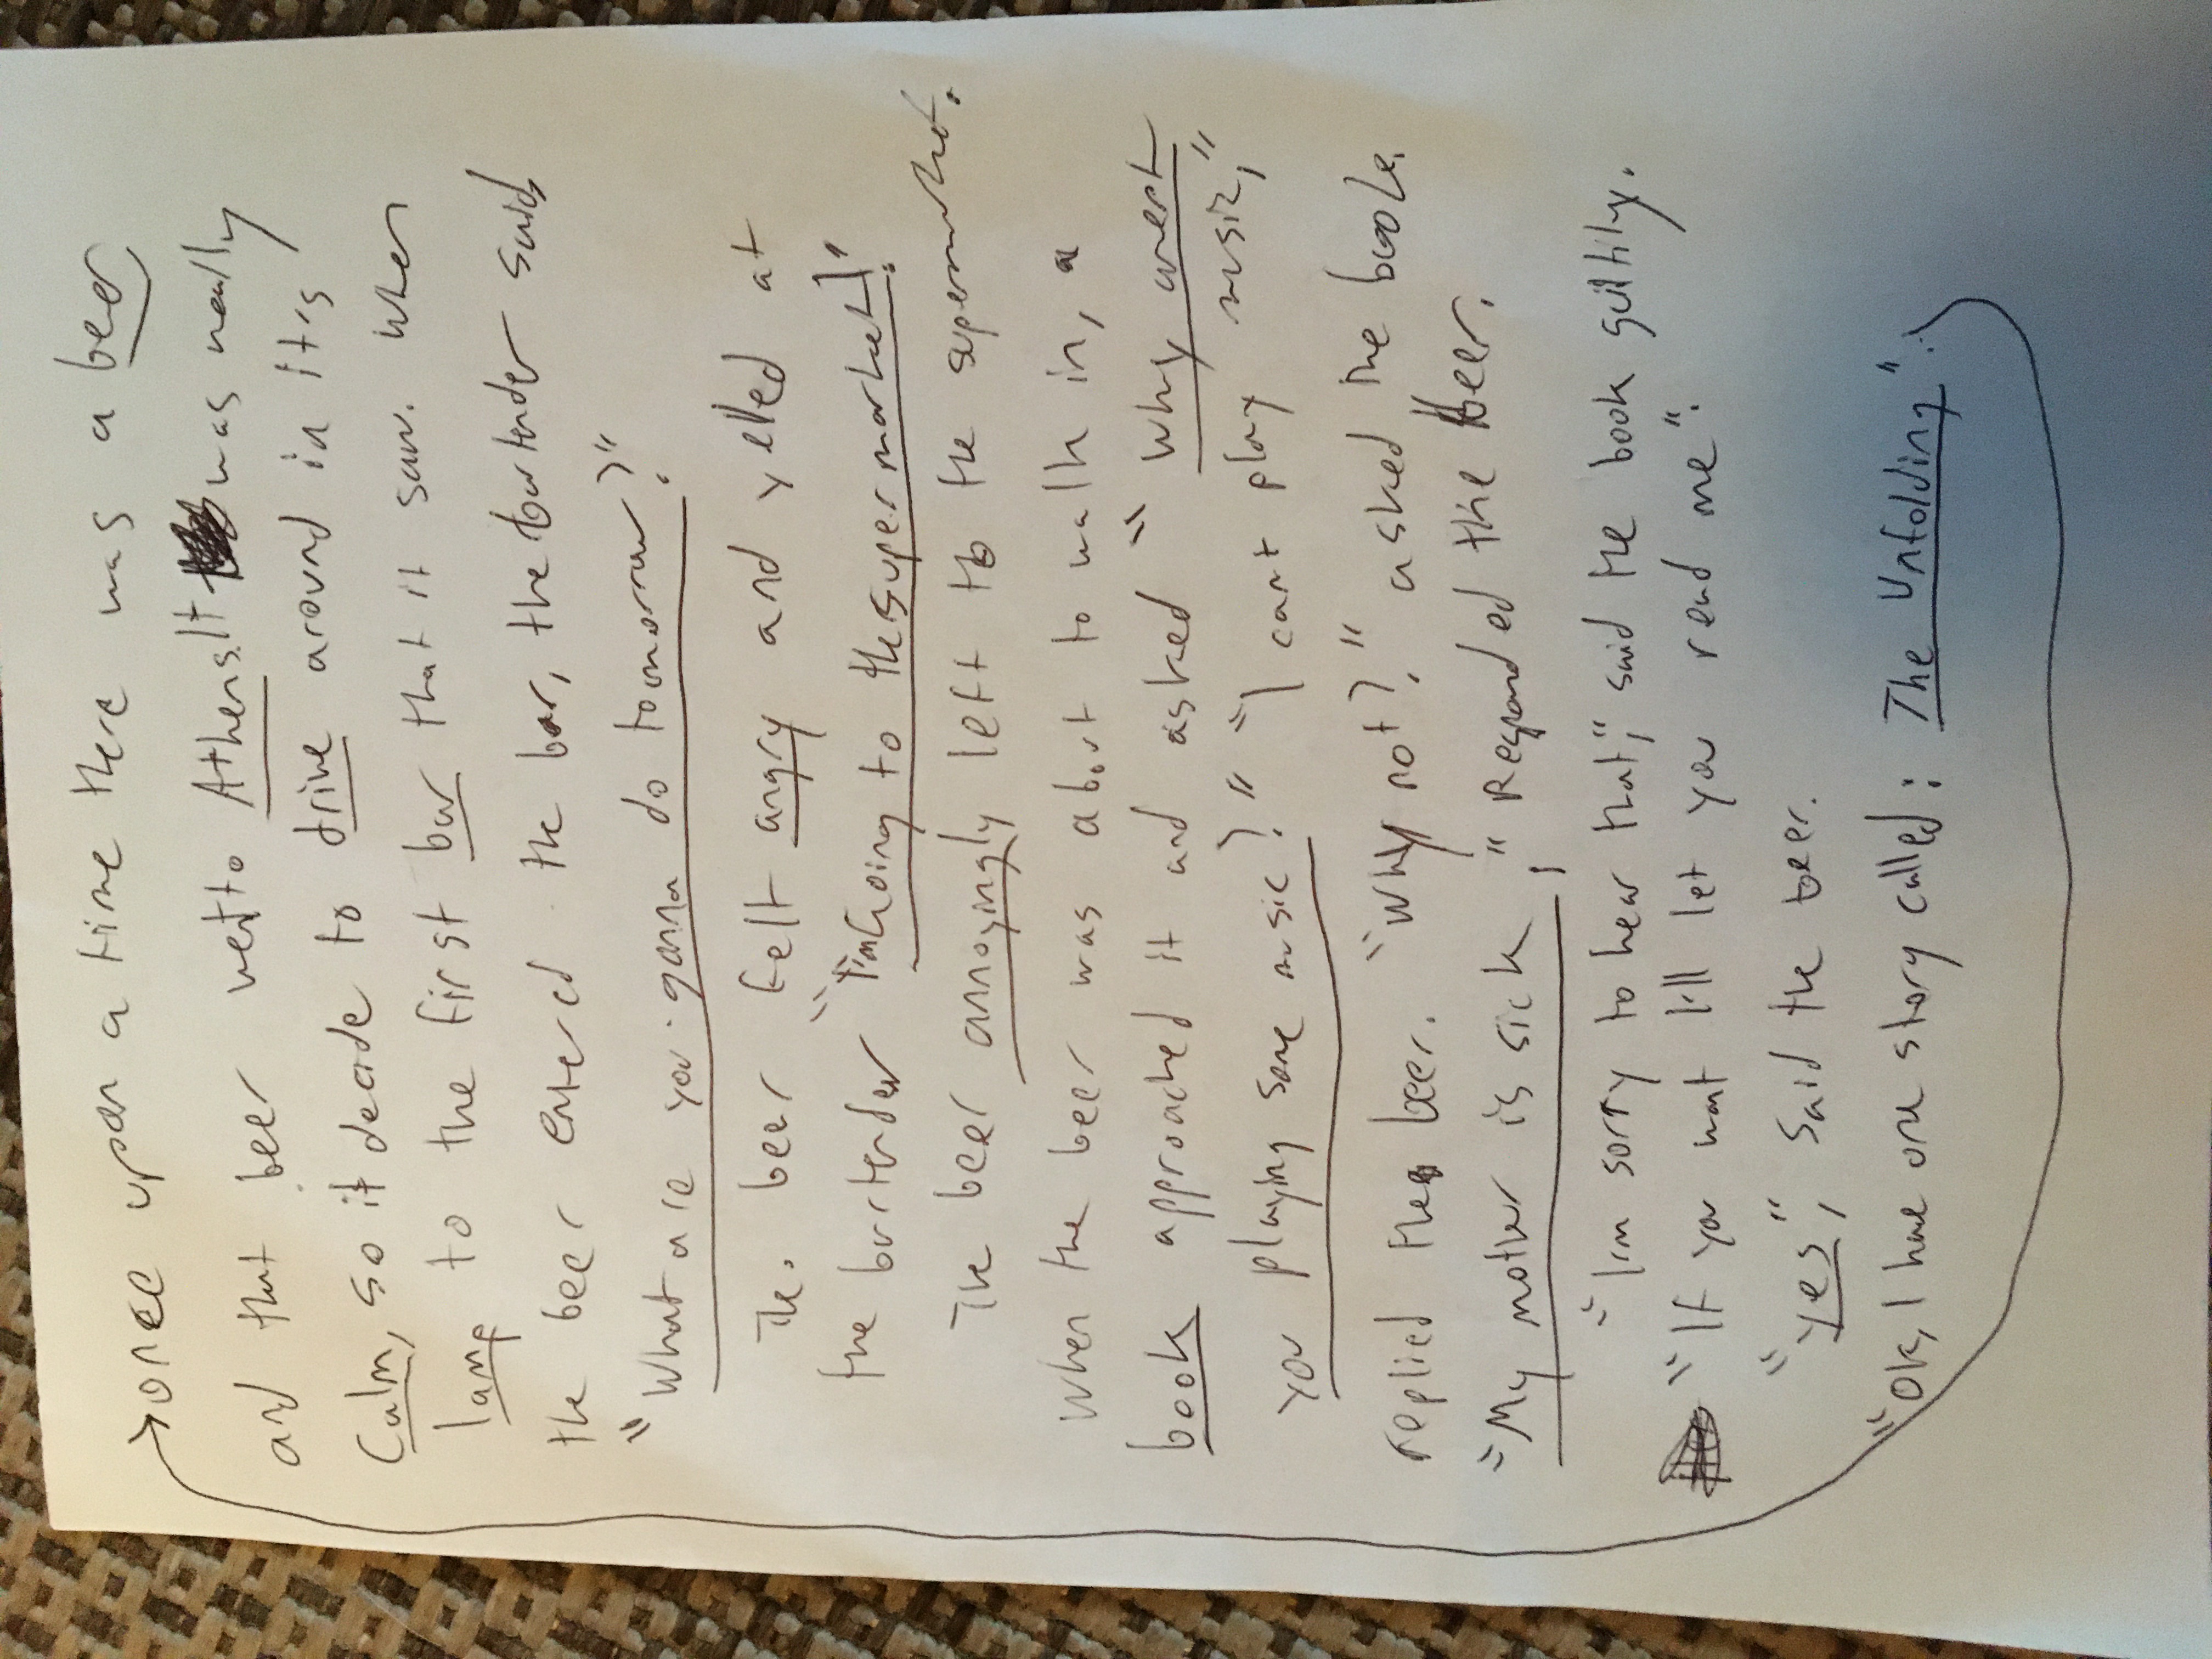 once upon a time there was a beer,
and that beer went to Athens. It was really
Calm, so it decide to drive around in it's
lamp to the first bar that it saw. When
the beer entered the bar, the bartender said,
"What are you gonna do tomorrow?"
The beer felt angry and yelled at
the bartender "I'm Going to the supermarket!"
The beer annoyingly left to the supermarket.
When the beer was about to walk in, a
book approached it and asked "Why arent
you playing some music?" "I can't play music,"
replied the beer. "Why not?" asked the book.
"My mother is sick," Responded the beer.
"I'm sorry to hear that," said the book guiltily.
"If you want I'll let you read me".
"yes", said the beer.
"Ok, I have one story called: The Unfolding".